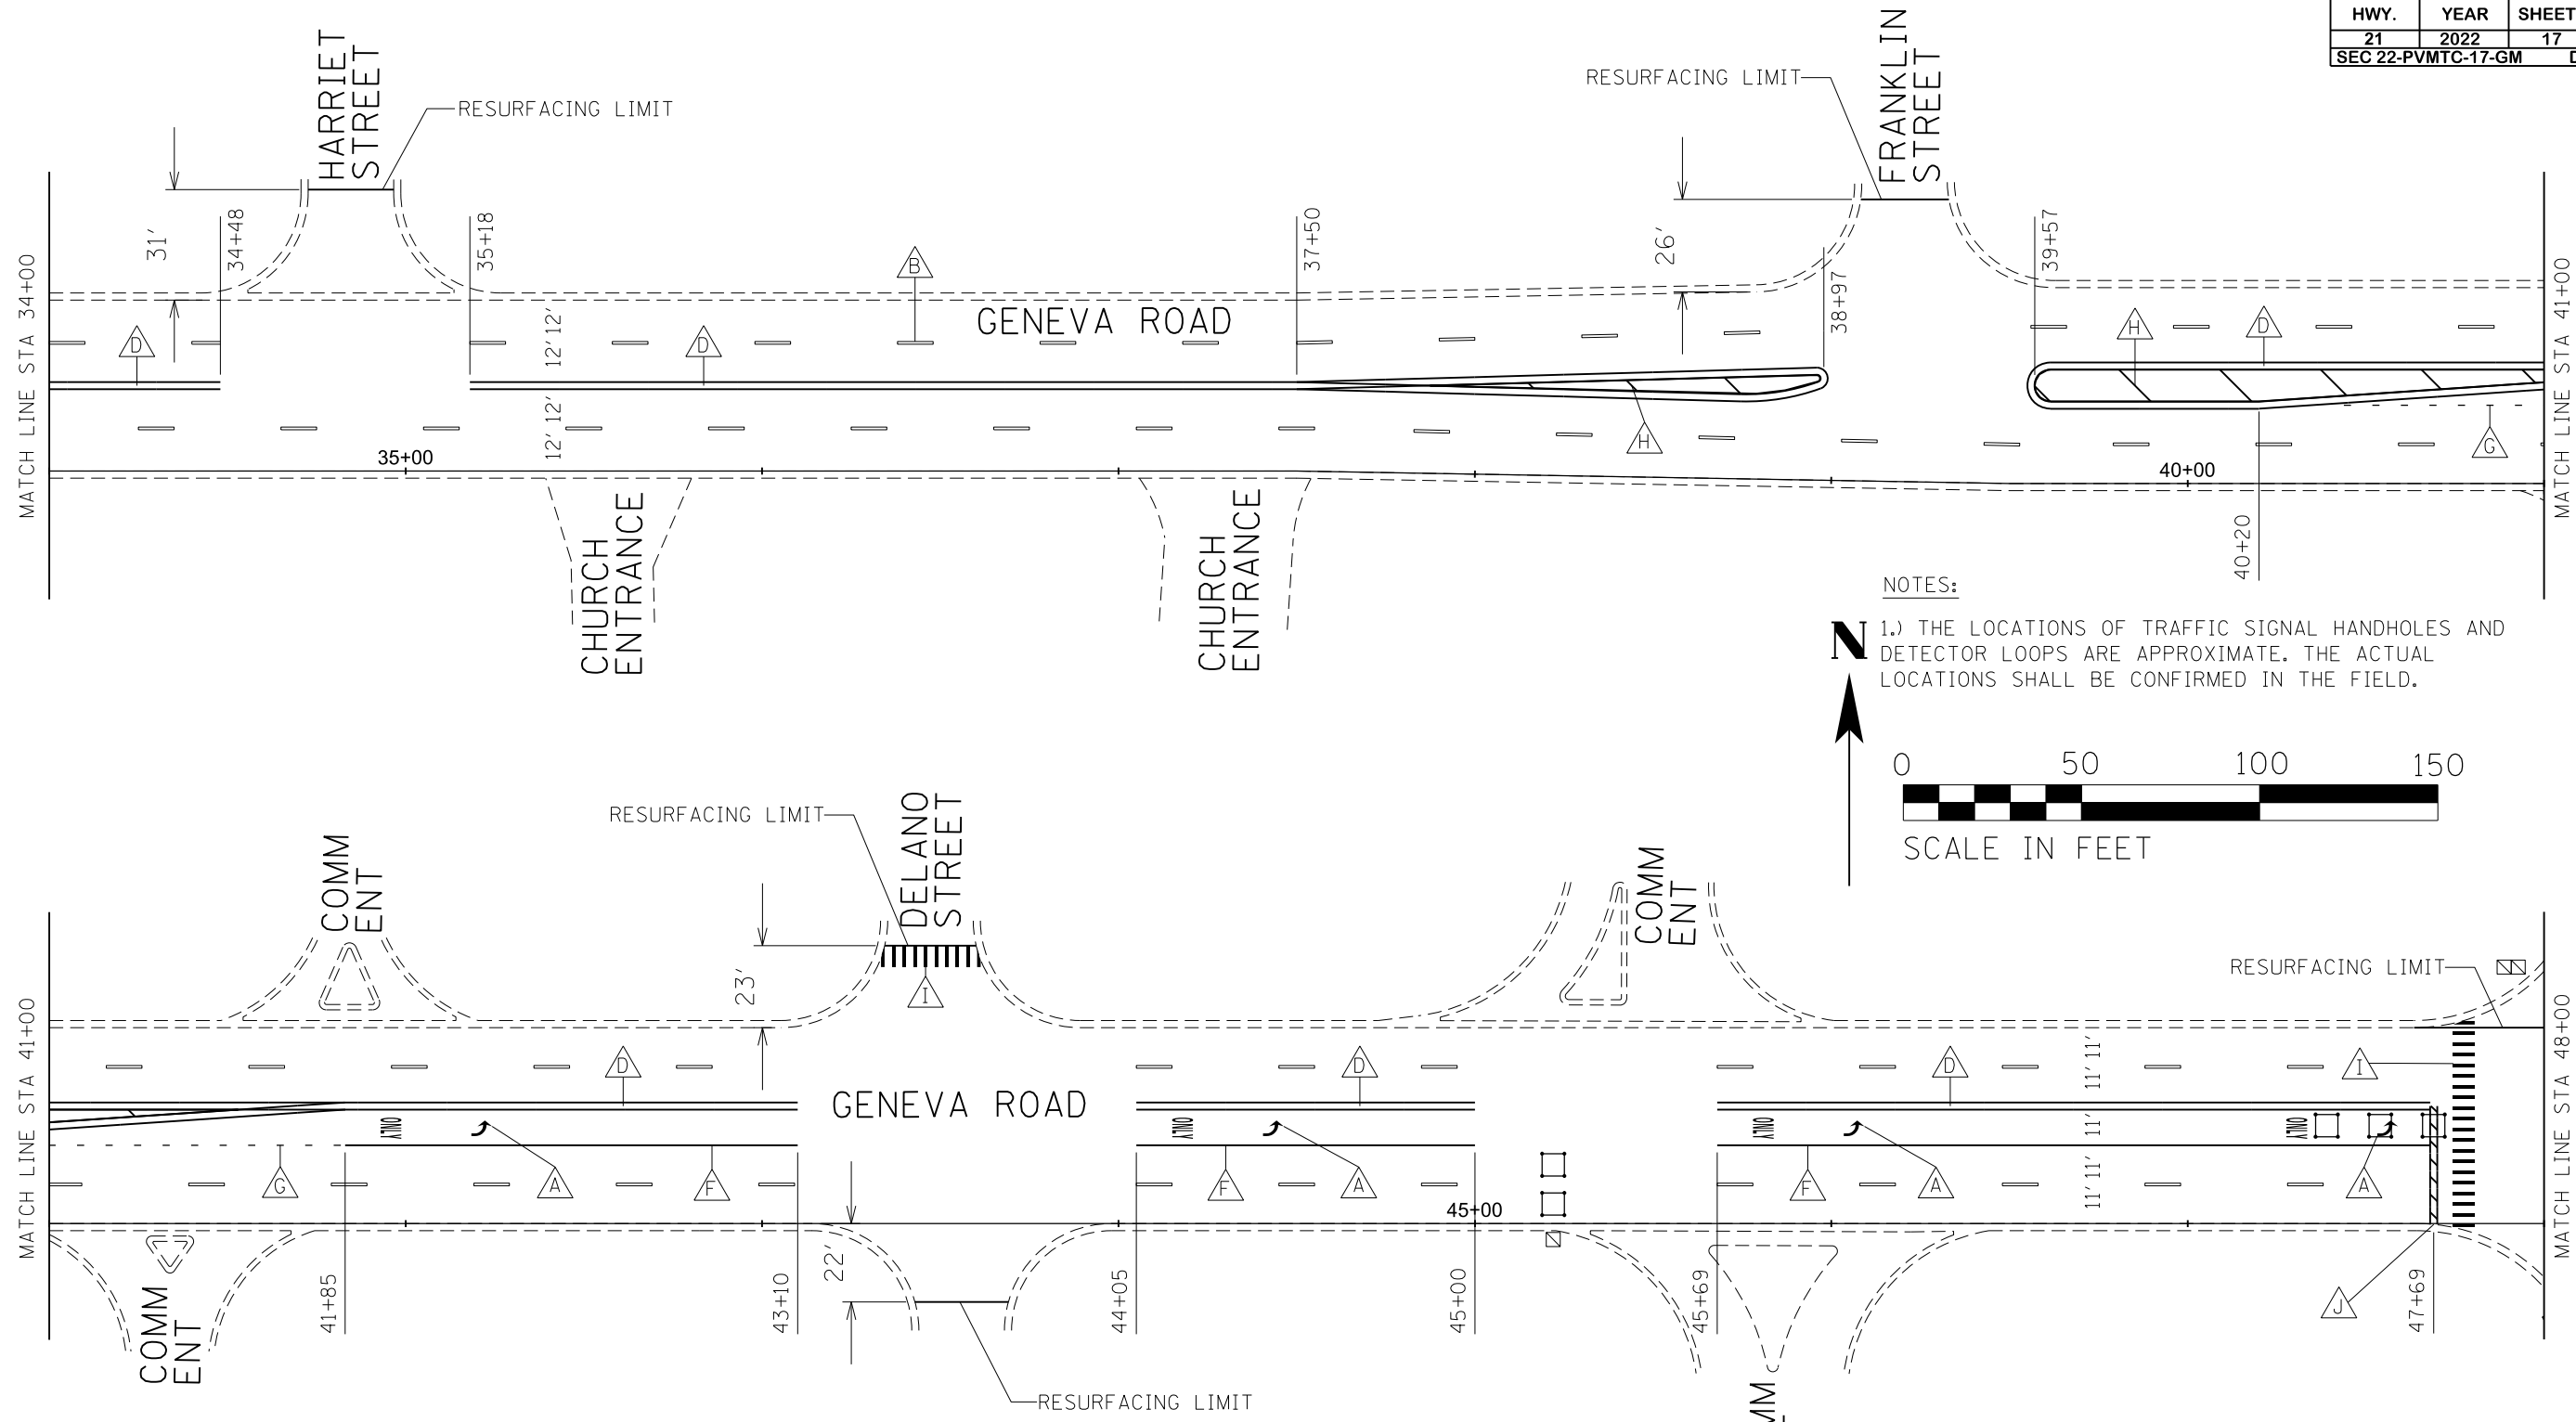 HWY. YEAR SHEET
21 2022 17
SEC 22-PVMTC-17-GM D
HARRIET
STREET
RESURFACING LIMIT
RESURFACING LIMIT
FRANKLIN
STREET
MATCH LINE STA 34+00
31'
34+48
35+18
B
37+50
26'
38+97
39+57
MATCH LINE STA 41+00
GENEVA ROAD
D
D
12' 12'
12' 12'
H
H
D
G
35+00
40+00
40+20
CHURCH
ENTRANCE
CHURCH
ENTRANCE
NOTES:
N
1.) THE LOCATIONS OF TRAFFIC SIGNAL HANDHOLES AND
DETECTOR LOOPS ARE APPROXIMATE. THE ACTUAL
LOCATIONS SHALL BE CONFIRMED IN THE FIELD.
0 50 100 150
SCALE IN FEET
RESURFACING LIMIT
DELANO
STREET
COMM
ENT
COMM
ENT
RESURFACING LIMIT
MATCH LINE STA 41+00
23'
I
D
D
D
11' 11'
I
MATCH LINE STA 48+00
GENEVA ROAD
ONLY
ONLY
ONLY
ONLY
G
A
F
F
A
F
A
11' 11'
A
45+00
COMM
ENT
41+85
43+10
22'
44+05
45+00
45+69
J
47+69
RESURFACING LIMIT